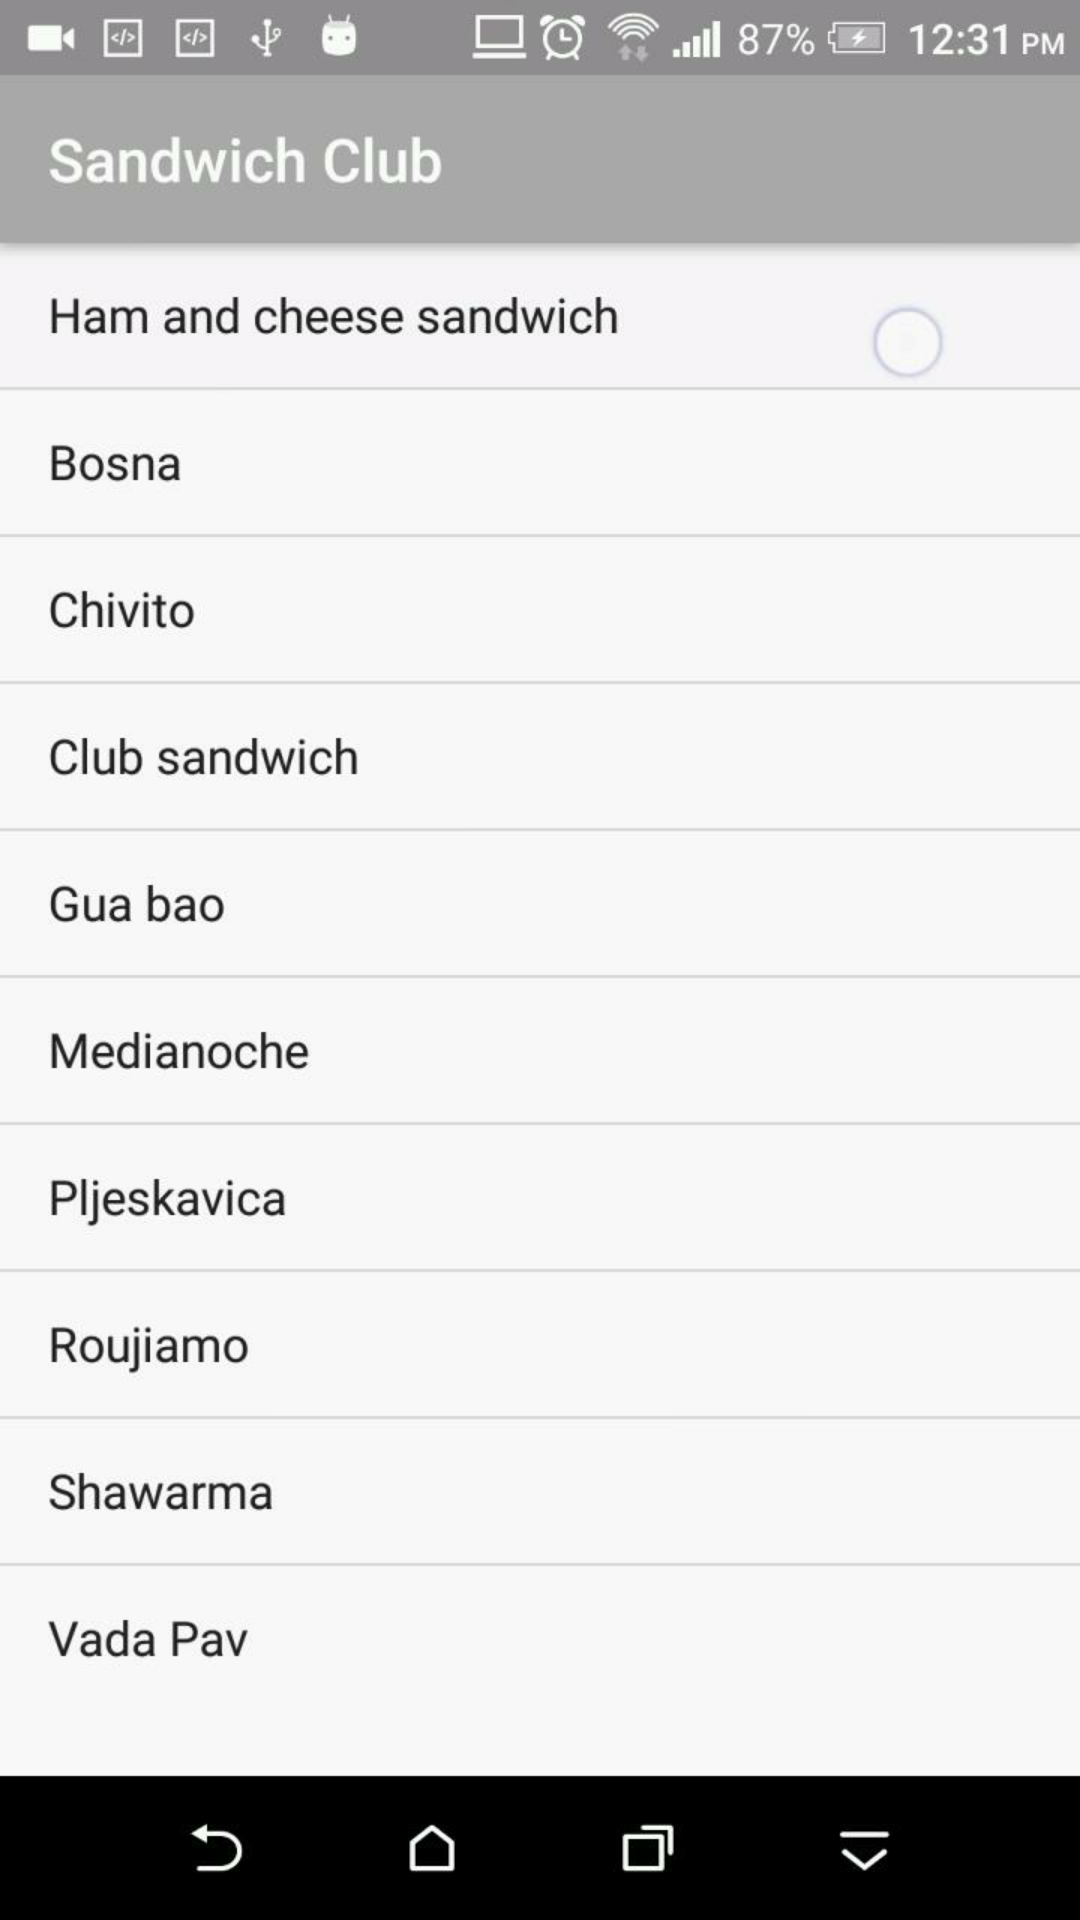 87% 12:31 PM
Sandwich Club
Ham and cheese sandwich
Bosna
Chivito
Club sandwich
Gua bao
Medianoche
Pljeskavica
Roujiamo
Shawarma
Vada Pav